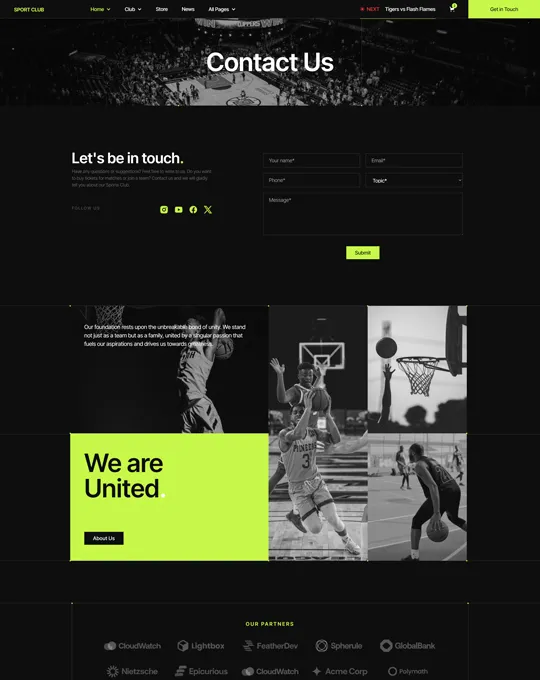 SPORT CLUB
Home
Club
Store
News
All Pages
NEXT
Tigers vs Flash Flames
Get in Touch
CLIPPERS
Contact Us
Let's be in touch.
Have any questions or suggestions? Feel free to write to us. Do you want
to buy tickets for matches or join a team? Contact us and we will gladly
tell you about our Sports Club.
FOLLOW US
Your name*
Email*
Phone*
Topic*
Message*
Submit
Our foundation rests upon the unbreakable bond of unity. We stand
not just as a team but as a family, united by a singular passion that
fuels our aspirations and drives us towards greatness.
PIONEERS
3
We are
United.
About Us
OUR PARTNERS
CloudWatch
Lightbox
FeatherDev
Spherule
GlobalBank
Nietzsche
Epicurious
CloudWatch
Acme Corp
Polymath